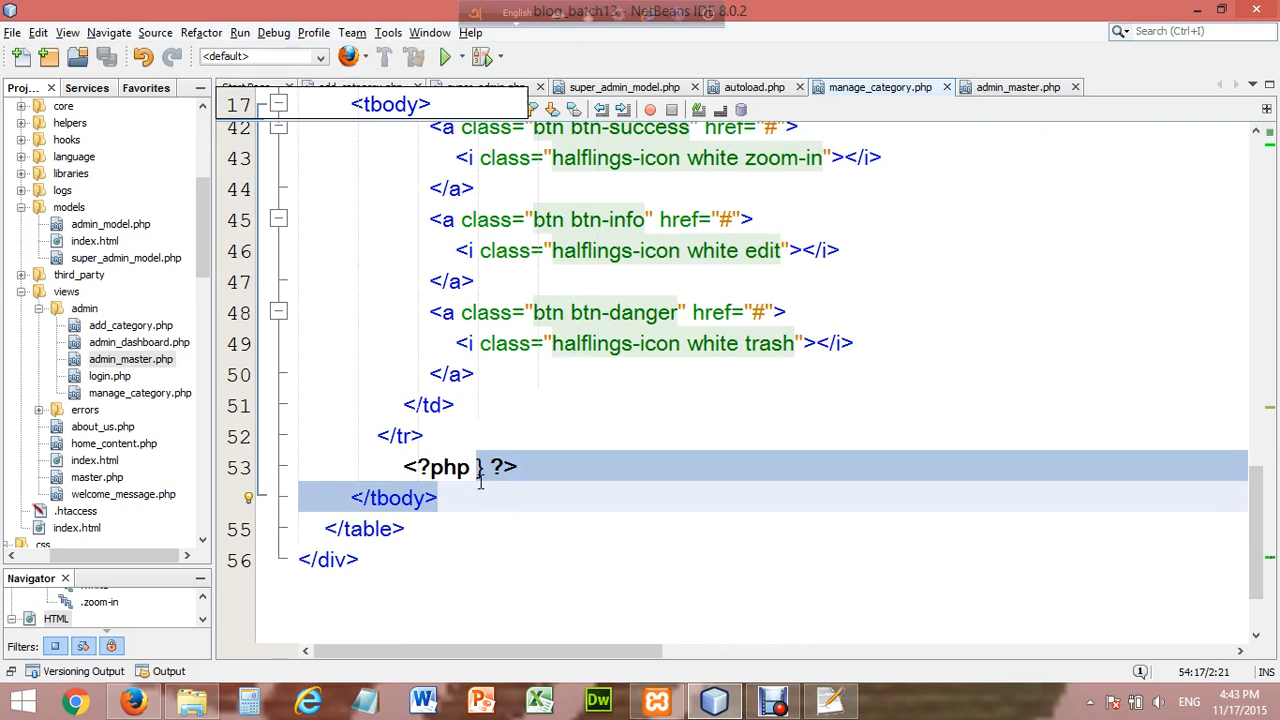 English
blog_batch13 - NetBeans IDE 8.0.2
File Edit View Navigate Source Refactor Run Debug Profile Team Tools Window Help
Search (Ctrl+I)
<default>
Proj... Services Favorites
super_admin_model.php autoload.php manage_category.php admin_master.php
core
helpers
hooks
language
libraries
logs
models
admin_model.php
index.html
super_admin_model.php
third_party
views
admin
add_category.php
admin_dashboard.php
admin_master.php
login.php
manage_category.php
errors
about_us.php
home_content.php
index.html
master.php
welcome_message.php
.htaccess
index.html
css
Navigator
.zoom-in
HTML
Filters:
17 <tbody>
42 <a class="btn btn-success" href="#">
43 <i class="halflings-icon white zoom-in"></i>
44 </a>
45 <a class="btn btn-info" href="#">
46 <i class="halflings-icon white edit"></i>
47 </a>
48 <a class="btn btn-danger" href="#">
49 <i class="halflings-icon white trash"></i>
50 </a>
51 </td>
52 </tr>
53 <?php } ?>
</tbody>
55 </table>
56 </div>
Versioning Output Output
54:17/2:21 INS
ENG
4:43 PM
11/17/2015